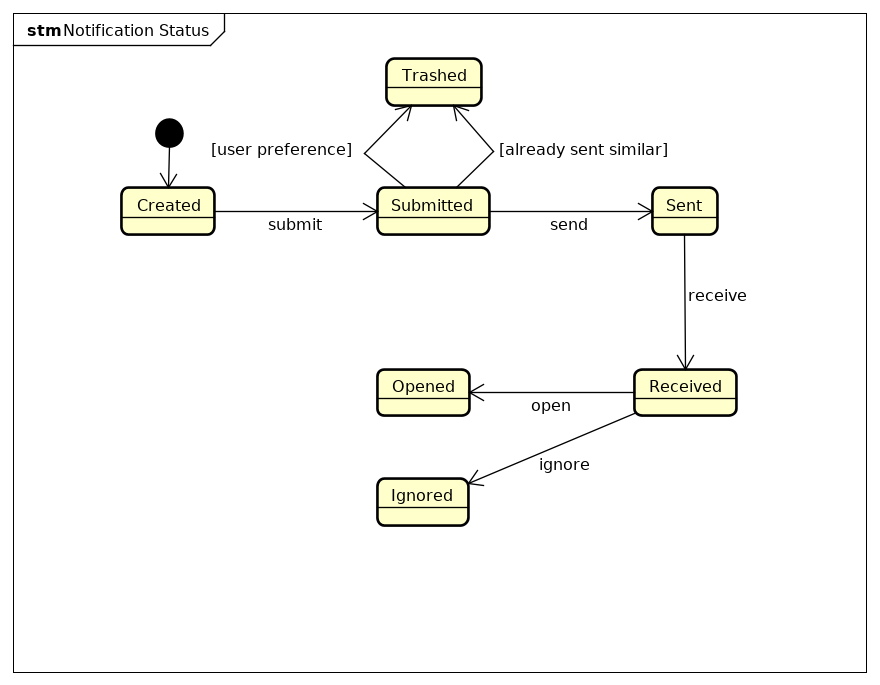 stm Notification Status
Trashed
[user preference]
[already sent similar]
Created
submit
Submitted
send
Sent
receive
Opened
open
Received
ignore
Ignored